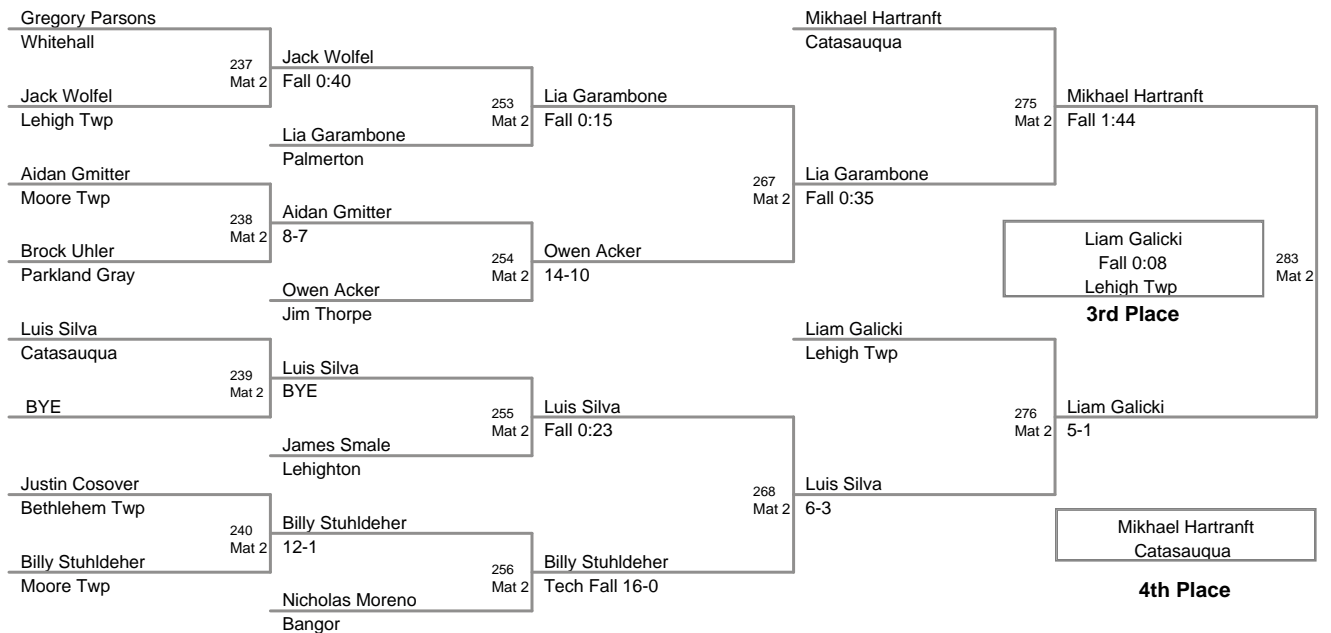 Gregory Parsons
Whitehall
237
Mat 2
Jack Wolfel
Lehigh Twp
Aidan Gmitter
Moore Twp
238
Mat 2
Brock Uhler
Parkland Gray
Luis Silva
Catasauqua
239
Mat 2
BYE
Justin Cosover
Bethlehem Twp
240
Mat 2
Billy Stuhldeher
Moore Twp
Jack Wolfel
Fall 0:40
253
Mat 2
Lia Garambone
Palmerton
Aidan Gmitter
8-7
254
Mat 2
Owen Acker
Jim Thorpe
Luis Silva
BYE
255
Mat 2
James Smale
Lehighton
Billy Stuhldeher
12-1
256
Mat 2
Nicholas Moreno
Bangor
Lia Garambone
Fall 0:15
267
Mat 2
Owen Acker
14-10
Luis Silva
Fall 0:23
268
Mat 2
Billy Stuhldeher
Tech Fall 16-0
Mikhael Hartranft
Catasauqua
275
Mat 2
Lia Garambone
Fall 0:35
Liam Galicki
Lehigh Twp
276
Mat 2
Luis Silva
6-3
Mikhael Hartranft
Fall 1:44
283
Mat 2
Liam Galicki
5-1
Liam Galicki
Fall 0:08
Lehigh Twp
3rd Place
Mikhael Hartranft
Catasauqua
4th Place